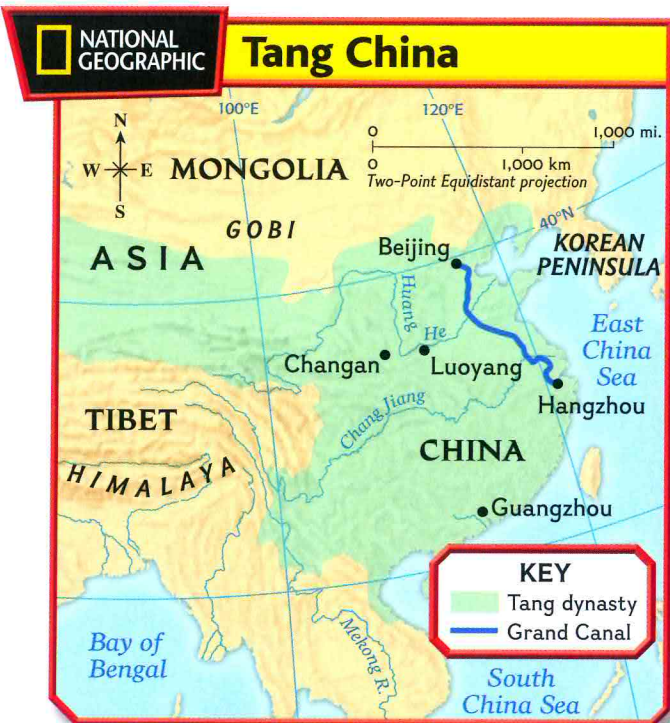 NATIONAL
GEOGRAPHIC
Tang China
100°E
120°E
N
W
E
S
0
1,000 mi.
0
1,000 km
Two-Point Equidistant projection
MONGOLIA
GOBI
40°N
ASIA
Beijing
KOREAN
PENINSULA
Huang
He
East
China
Sea
Changan
Luoyang
Hangzhou
TIBET
Chang Jiang
CHINA
HIMALAYA
Guangzhou
KEY
Tang dynasty
Grand Canal
Bay of
Bengal
Mekong R.
South
China Sea